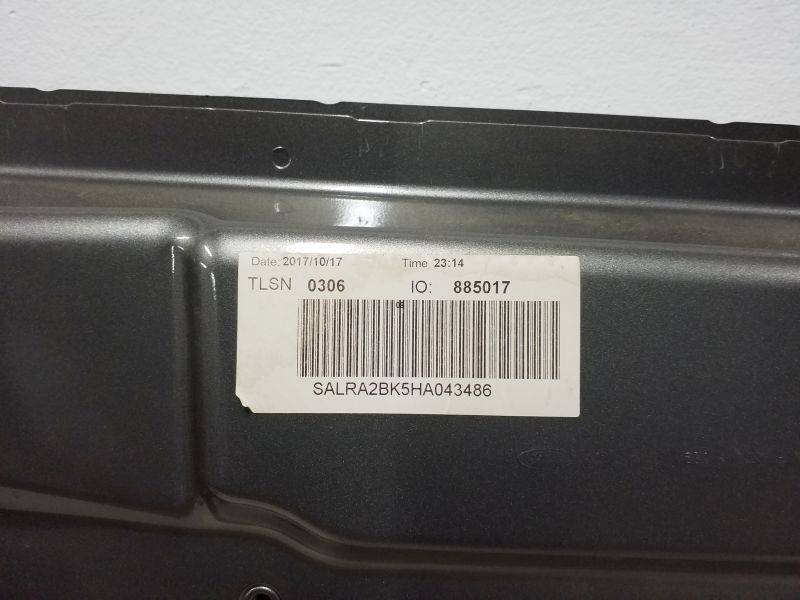 Date: 2017/10/17 Time 23:14
TLSN 0306 IO: 885017
SALRA2BK5HA043486